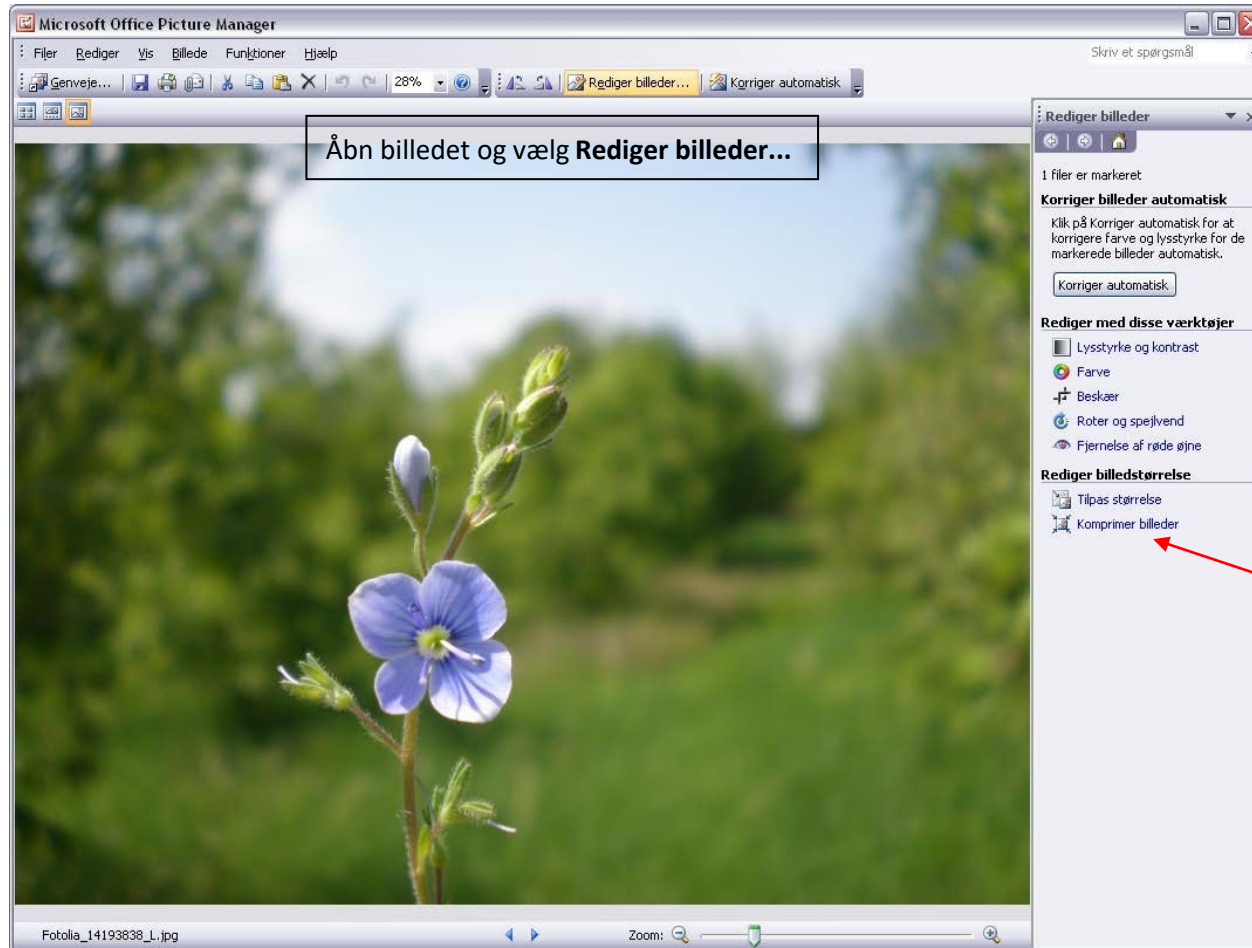 Microsoft Office Picture Manager
Filer Rediger Vis Billede Funktioner Hjælp Skriv et spørgsmål
Genveje... 28% Rediger billeder... Korriger automatisk
Rediger billeder
Åbn billedet og vælg Rediger billeder...
1 filer er markeret
Korriger billeder automatisk
Klik på Korriger automatisk for at
korrigere farve og lysstyrke for de
markerede billeder automatisk.
Korriger automatisk
Rediger med disse værktøjer
Lysstyrke og kontrast
Farve
Beskær
Roter og spejlvend
Fjernelse af røde øjne
Rediger billedstørrelse
Tilpas størrelse
Komprimer billeder
Fotolia_14193838_L.jpg Zoom: